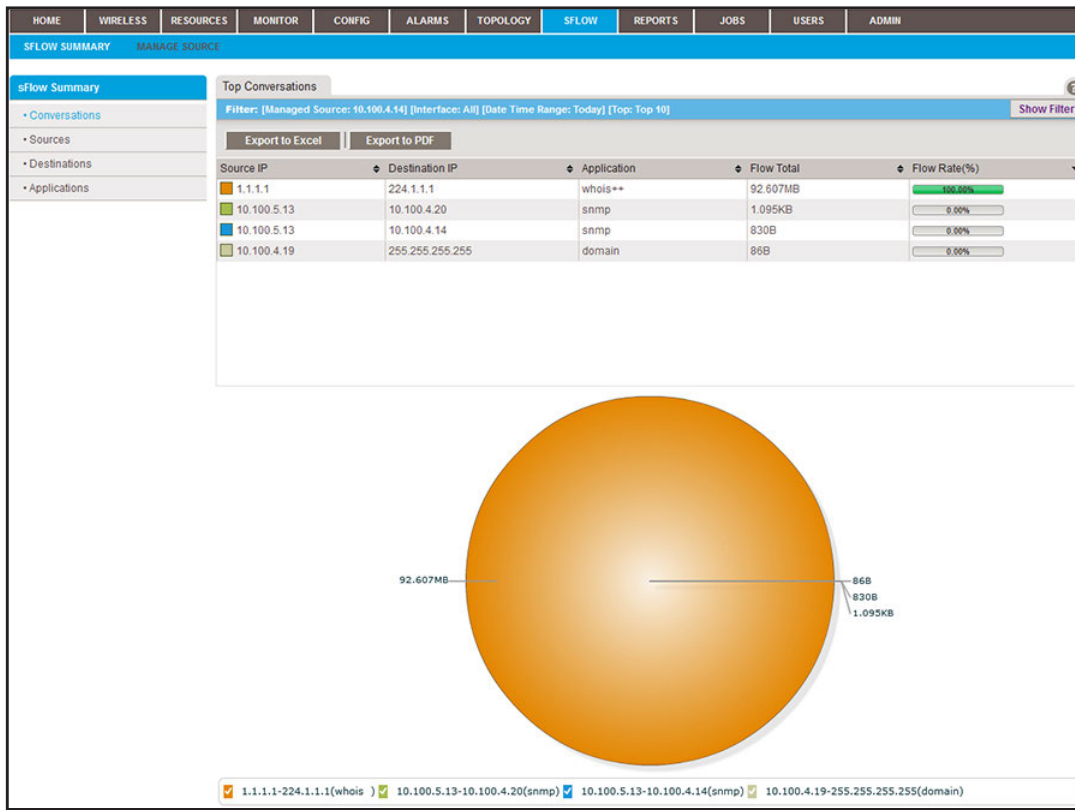 HOME WIRELESS RESOURCES MONITOR CONFIG ALARMS TOPOLOGY SFLOW REPORTS JOBS USERS ADMIN
SFLOW SUMMARY MANAGE SOURCE
sFlow Summary
• Conversations
• Sources
• Destinations
• Applications
Top Conversations
Filter: [Managed Source: 10.100.4.14] [Interface: All] [Date Time Range: Today] [Top: Top 10]
Show Filter
Export to Excel Export to PDF
Source IP Destination IP Application Flow Total Flow Rate(%)
1.1.1.1 224.1.1.1 whois++ 92.607MB 100.00%
10.100.5.13 10.100.4.20 snmp 1.095KB 0.00%
10.100.5.13 10.100.4.14 snmp 830B 0.00%
10.100.4.19 255.255.255.255 domain 86B 0.00%
92.607MB 86B
830B
1.095KB
1.1.1.1-224.1.1.1(whois ) 10.100.5.13-10.100.4.20(snmp) 10.100.5.13-10.100.4.14(snmp) 10.100.4.19-255.255.255.255(domain)